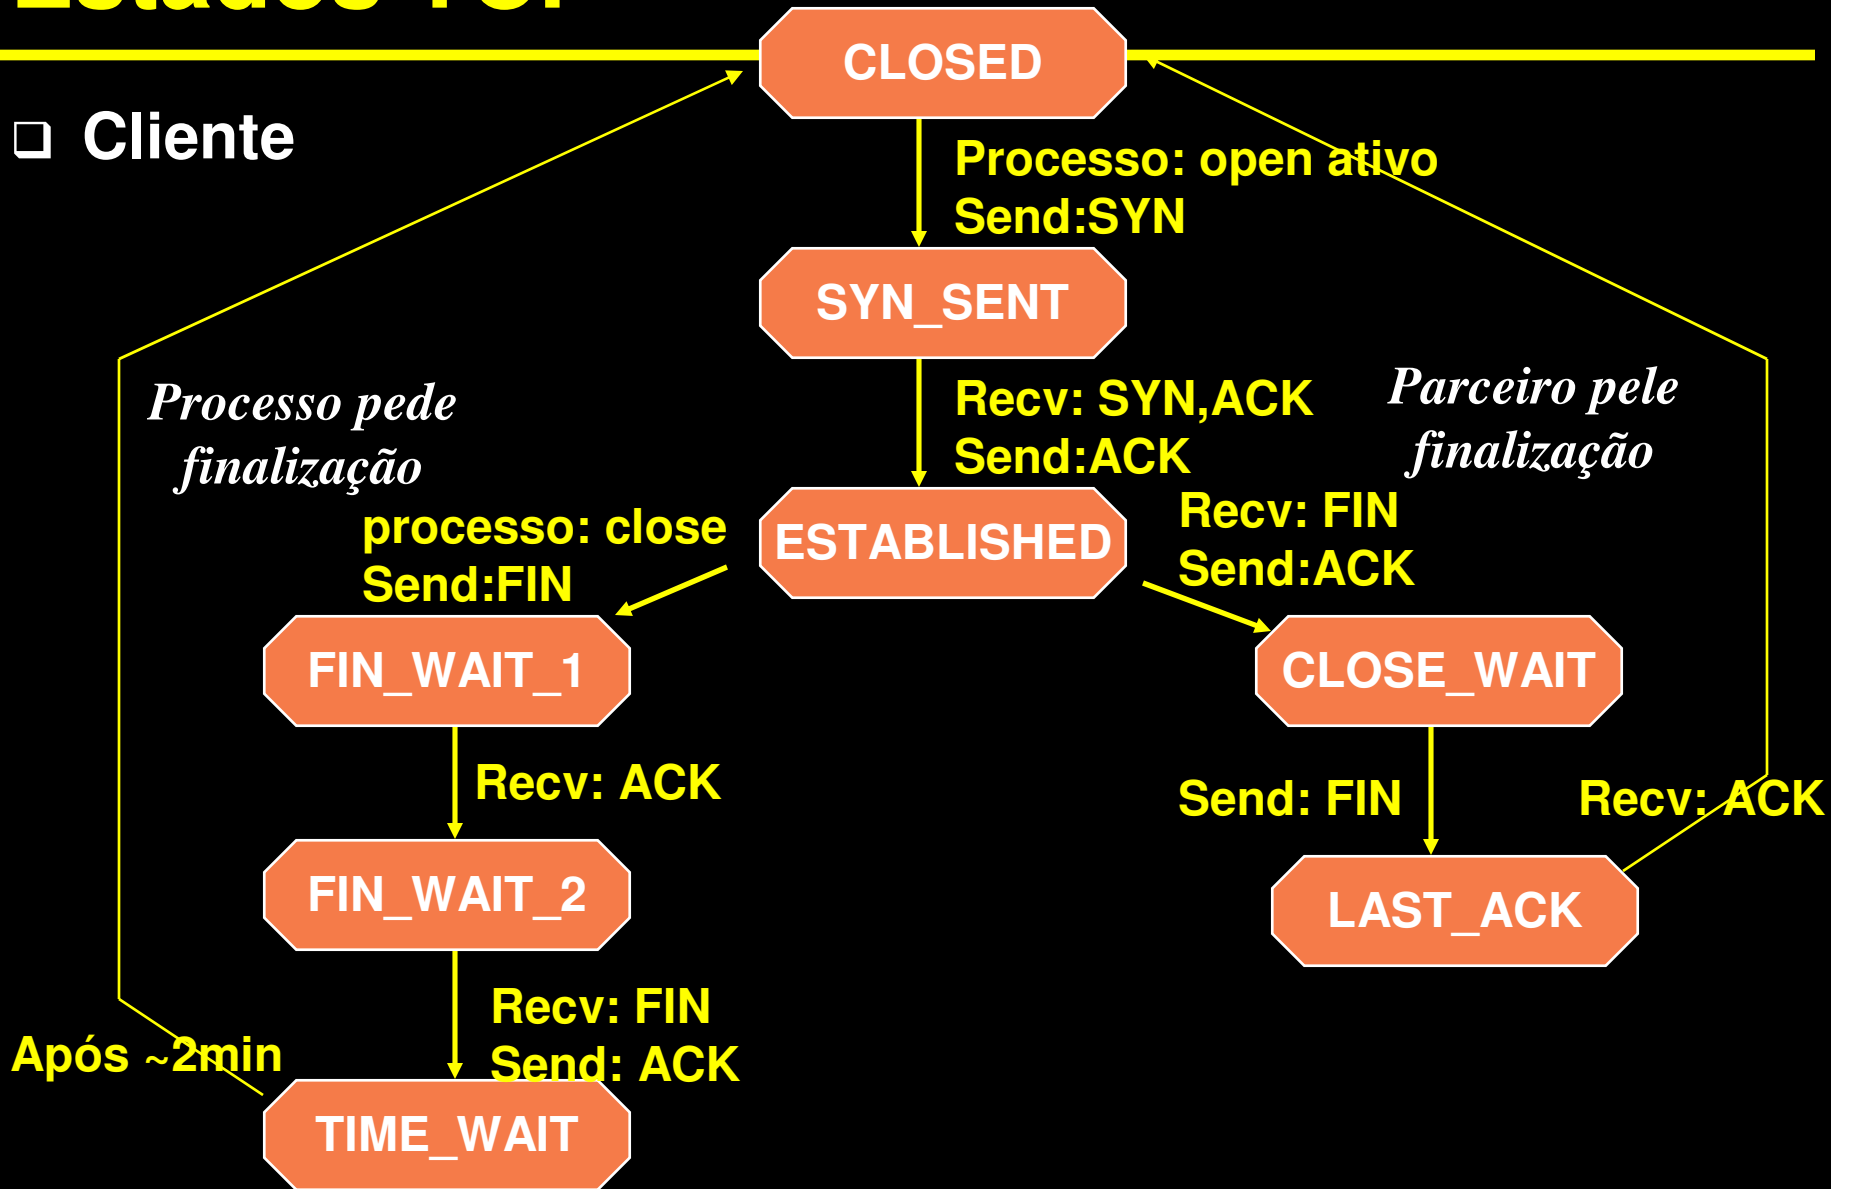 Estados TCP
CLOSED
❑ Cliente
Processo: open ativo
Send:SYN
SYN_SENT
Processo pede
finalização
Recv: SYN,ACK
Send:ACK
Parceiro pele
finalização
processo: close
Send:FIN
ESTABLISHED
Recv: FIN
Send:ACK
FIN_WAIT_1
CLOSE_WAIT
Recv: ACK
Send: FIN
Recv: ACK
FIN_WAIT_2
LAST_ACK
Recv: FIN
Send: ACK
Após ~2min
TIME_WAIT